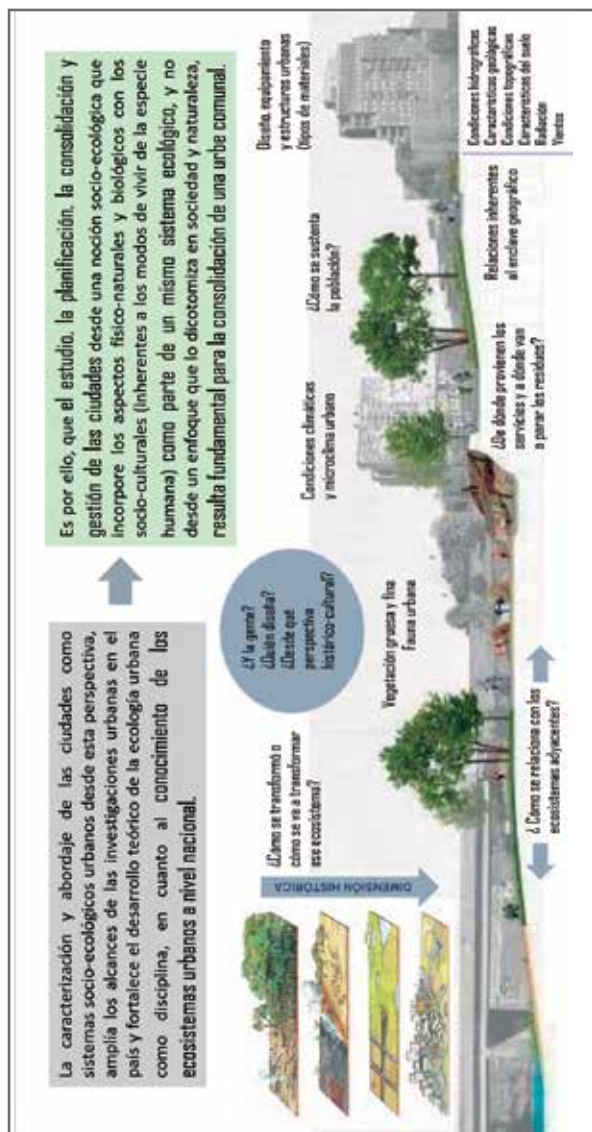 La caracterización y abordaje de las ciudades como
sistemas socio-ecológicos urbanos desde esta perspectiva,
amplía los alcances de las investigaciones urbanas en el
país y fortalece el desarrollo teórico de la ecología urbana
como disciplina, en cuanto al conocimiento de los
ecosistemas urbanos a nivel nacional.
Es por ello, que el estudio, la planificación, la consolidación y
gestión de las ciudades desde una noción socio-ecológica que
incorpore los aspectos físico-naturales y biológicos con los
socio-culturales (inherentes a los modos de vivir de la especie
humana) como parte de un mismo sistema ecológico, y no
desde un enfoque que lo dicotomiza en sociedad y naturaleza,
resulta fundamental para la consolidación de una urbe comunal.
DIMENSIÓN HISTÓRICA
¿Cómo se transformó o
cómo se va a transformar
ese ecosistema?
¿Y la gente?
¿Quién diseña?
¿Desde qué
perspectiva
histórico-cultural?
Vegetación gruesa y fina
Fauna urbana
Condiciones climáticas
y microclima urbano
¿Cómo se sustenta
la población?
Diseño, equipamiento
y estructuras urbanas
(tipos de materiales)
¿Cómo se relaciona con los
ecosistemas adyacentes?
¿De dónde provienen los
servicios y a dónde van
a parar los residues?
Relaciones inherentes
al enclave geográfico
Condiciones hidrográficas
Características geológicas
Condiciones topográficas
Características del suelo
Radiación
Vientos